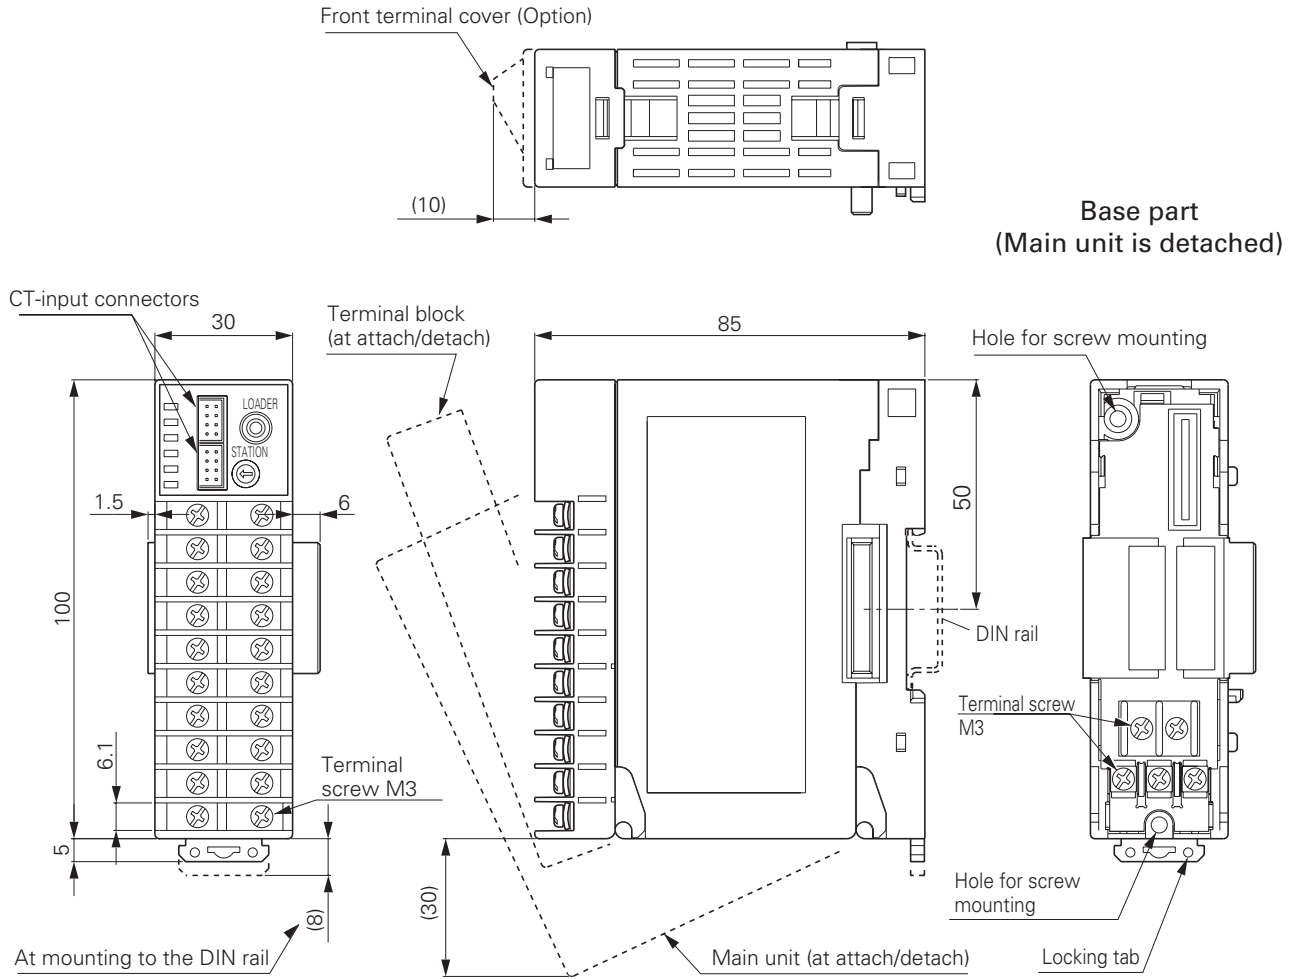 Front terminal cover (Option)
(10)
Base part
(Main unit is detached)
CT-input connectors
30
Terminal block
(at attach/detach)
85
Hole for screw mounting
LOADER
STATION
1.5
6
50
100
DIN rail
Terminal screw
M3
6.1
Terminal
screw M3
5
(8)
(30)
Hole for screw
mounting
At mounting to the DIN rail
Main unit (at attach/detach)
Locking tab